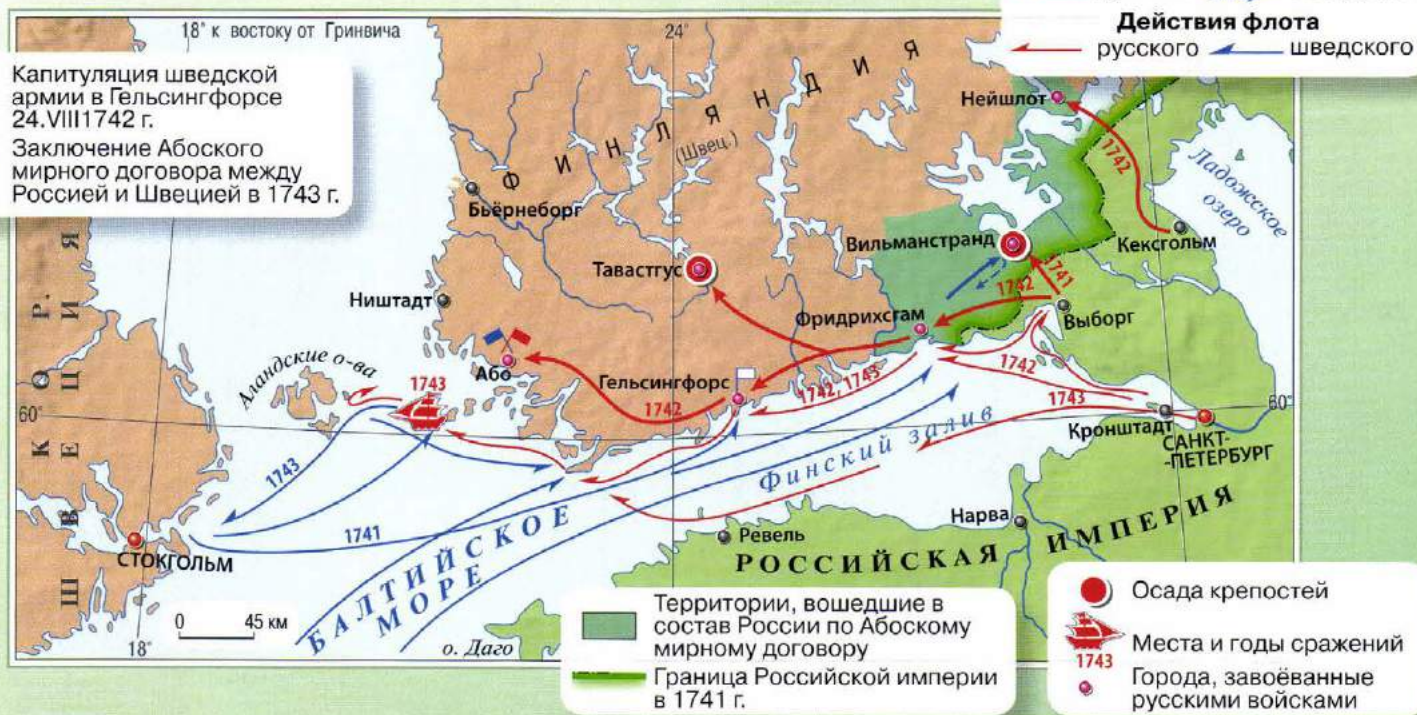 18° к востоку от Гринвича
24°
Действия флота
русского шведского
Капитуляция шведской
армии в Гельсингфорсе
24.VIII1742 г.
Заключение Абоского
мирного договора между
Россией и Швецией в 1743 г.
ФИНЛЯНДИЯ
(Швец.)
Нейшлот
1742
Ладожское
озеро
Бьёрнеборг
Вильманстранд
Кексгольм
Тавастгус
1741
Ништадт
1742
Фридрихсгам
Выборг
Аландские о-ва
Або
Гельсингфорс
1743
1742
1742, 1743
1742
1743
60°
60°
КОР. ШВЕЦИЯ
Кронштадт
САНКТ-
-ПЕТЕРБУРГ
Финский залив
1743
1741
СТОКГОЛЬМ
БАЛТИЙСКОЕ
МОРЕ
Ревель
Нарва
РОССИЙСКАЯ ИМПЕРИЯ
0 45 км
18°
о. Даго
Территории, вошедшие в
состав России по Абоскому
мирному договору
Граница Российской империи
в 1741 г.
Осада крепостей
Места и годы сражений
1743
Города, завоёванные
русскими войсками